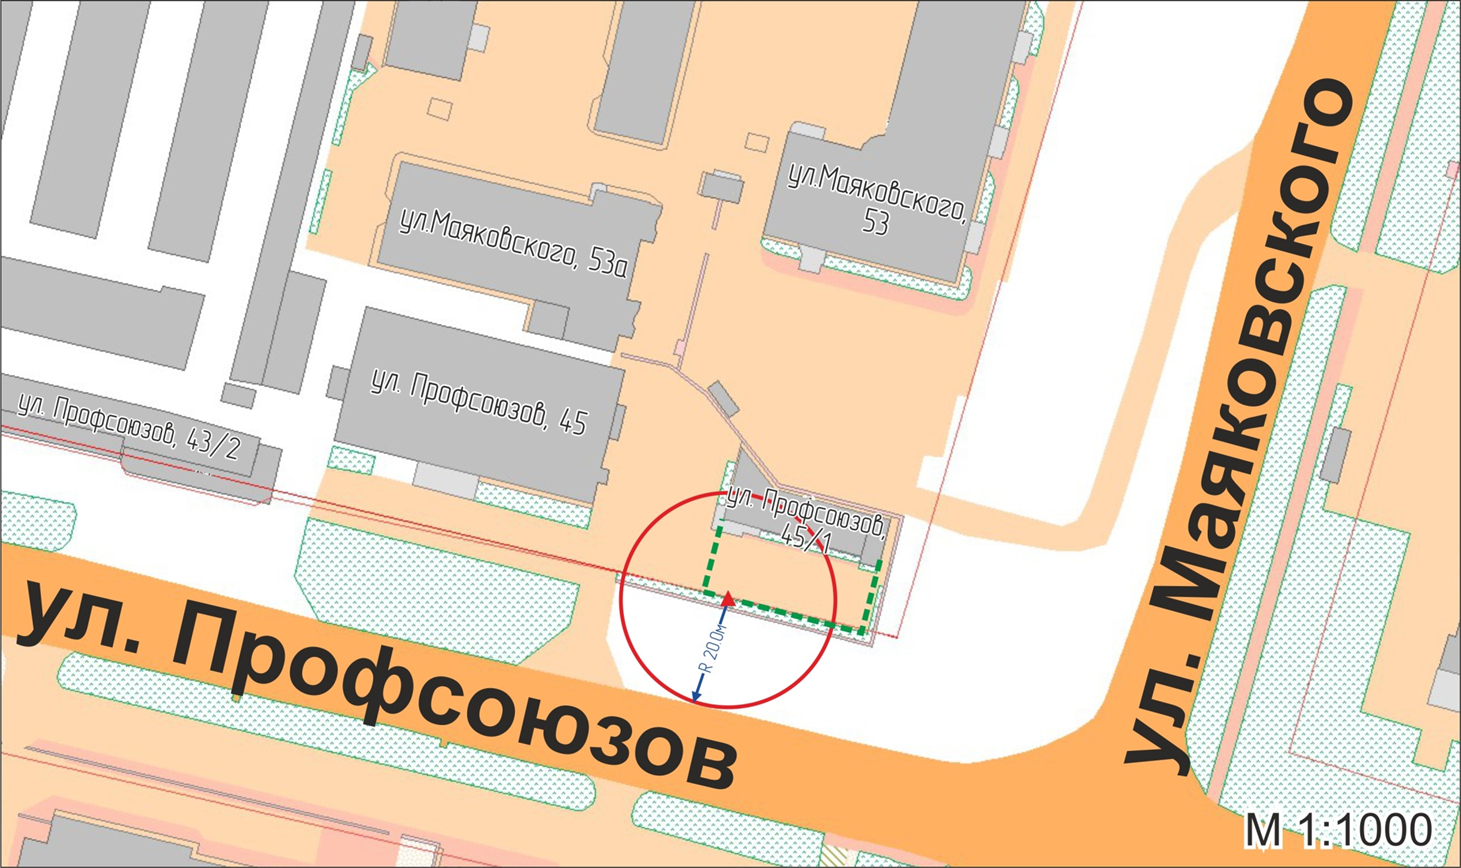 ул.Маяковского,
53
ул.Маяковского, 53а
ул. Профсоюзов, 45
ул. Профсоюзов, 43/2
ул. Профсоюзов,
45/1
R 20.0м
ул. Профсоюзов
ул. Маяковского
М 1:1000